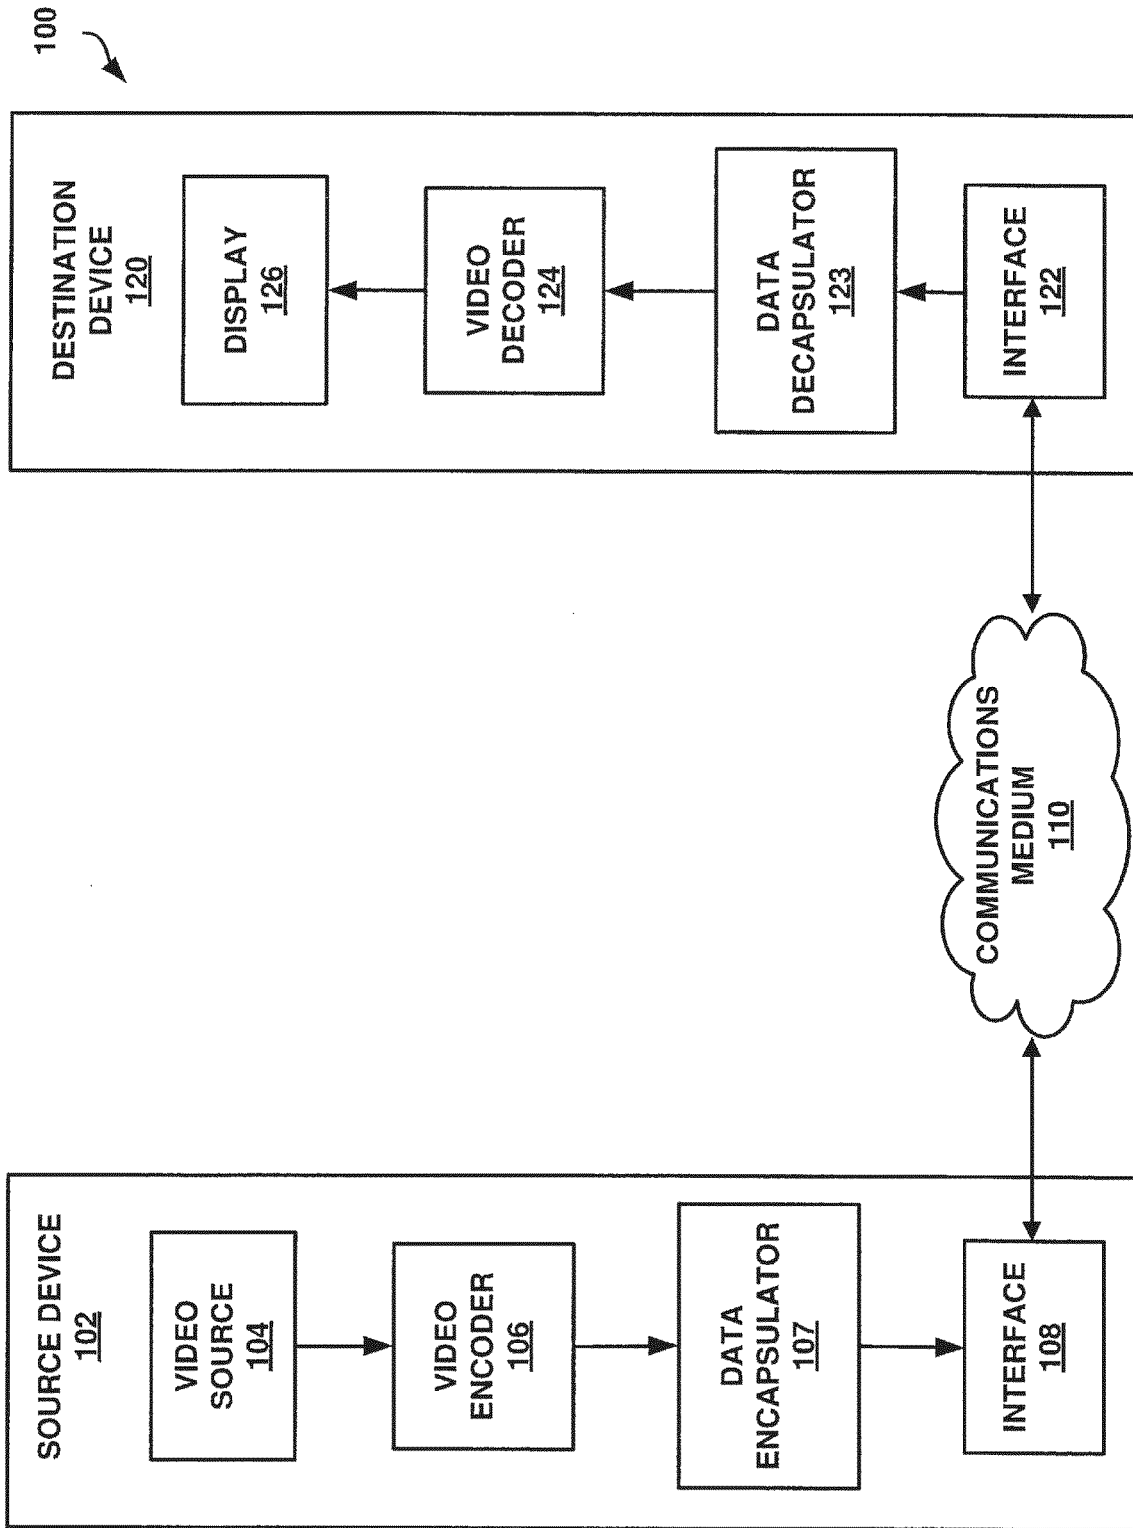 100
SOURCE DEVICE
102
VIDEO
SOURCE
104
VIDEO
ENCODER
106
DATA
ENCAPSULATOR
107
INTERFACE
108
COMMUNICATIONS
MEDIUM
110
DESTINATION
DEVICE
120
DISPLAY
126
VIDEO
DECODER
124
DATA
DECAPSULATOR
123
INTERFACE
122